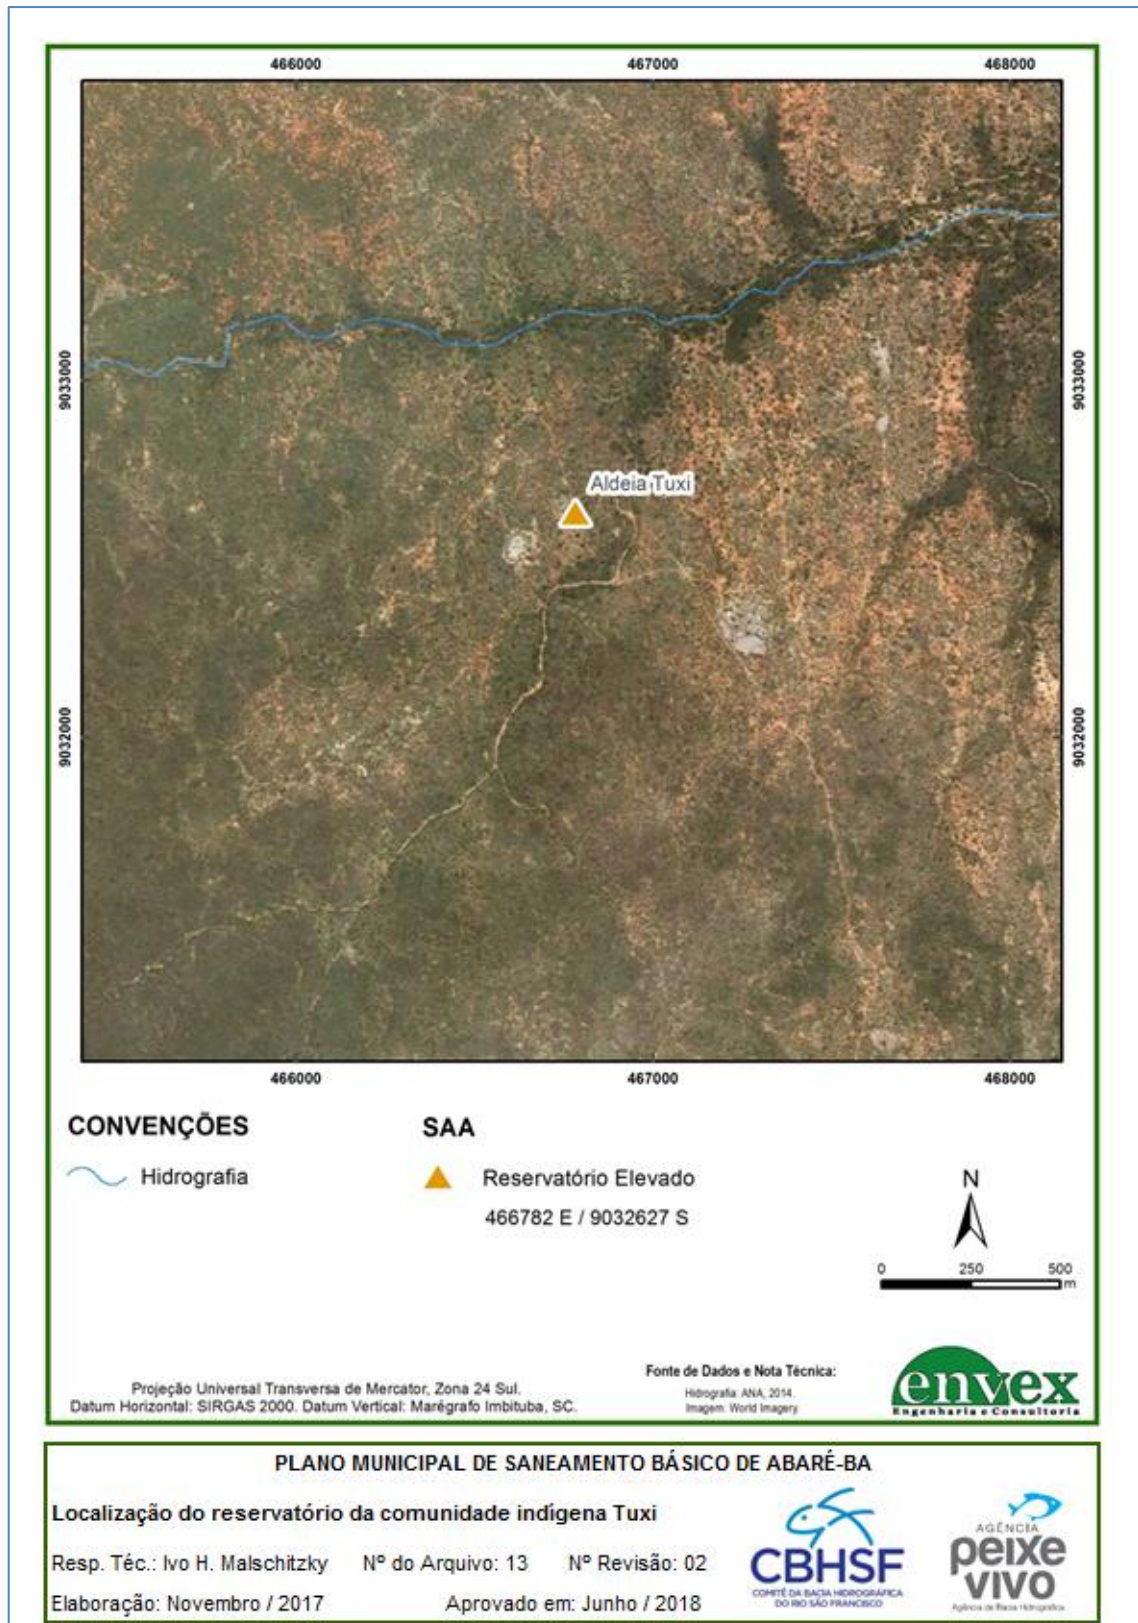 466000 467000 468000
9033000 9033000
Aldeia Tuxi
9032000 9032000
466000 467000 468000
CONVENÇÕES
SAA
Hidrografia
Reservatório Elevado
466782 E / 9032627 S
N
0 250 500
m
Projeção Universal Transversa de Mercator, Zona 24 Sul.
Datum Horizontal: SIRGAS 2000. Datum Vertical: Marégrafo Imbituba, SC.
Fonte de Dados e Nota Técnica:
Hidrografia: ANA, 2014.
Imagem: World Imagery
envex
Engenharia e Consultoria
PLANO MUNICIPAL DE SANEAMENTO BÁSICO DE ABARÉ-BA
Localização do reservatório da comunidade indígena Tuxi
Resp. Téc.: Ivo H. Malschitzky Nº do Arquivo: 13 Nº Revisão: 02
Elaboração: Novembro / 2017 Aprovado em: Junho / 2018
CBHSF
COMITÊ DA BACIA HIDROGRÁFICA
DO RIO SÃO FRANCISCO
AGÊNCIA
peixe
vivo
Agência de Bacia Hidrográfica